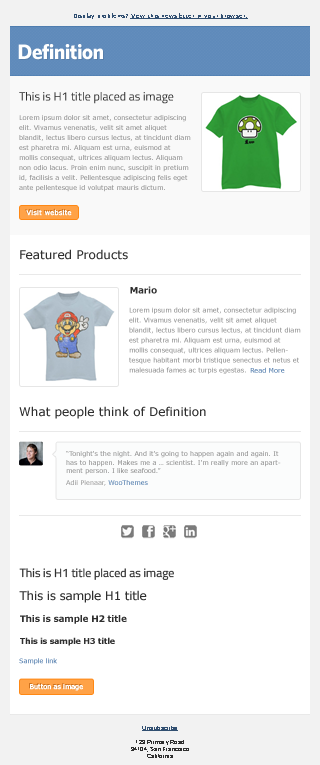 Display problems? View this newsletter in your browser.
Definition
This is H1 title placed as image
Lorem ipsum dolor sit amet, consectetur adipiscing
elit. Vivamus venenatis, velit sit amet aliquet
blandit, lectus libero cursus lectus, at tincidunt diam
est pharetra mi. Aliquam est urna, euismod at
mollis consequat, ultrices aliquam lectus. Aliquam
non odio lacus. Proin enim nunc, suscipit in pretium
id, facilisis a velit. Pellentesque adipiscing felis eget
ante pellentesque id volutpat mauris dictum.
Visit website
Featured Products
Mario
Lorem ipsum dolor sit amet, consectetur adipiscing
elit. Vivamus venenatis, velit sit amet aliquet
blandit, lectus libero cursus lectus, at tincidunt diam
est pharetra mi. Aliquam est urna, euismod at
mollis consequat, ultrices aliquam lectus. Pellen-
tesque habitant morbi tristique senectus et netus et
malesuada fames ac turpis egestas. Read More
What people think of Definition
"Tonight's the night. And it's going to happen again and again. It
has to happen. Makes me a .. scientist. I'm really more an apart-
ment person. I like seafood."
Adii Pienaar, WooThemes
This is H1 title placed as image
This is sample H1 title
This is sample H2 title
This is sample H3 title
Sample link
Button as image
Unsubscribe
123 Primary Road
94104, San Francisco
California